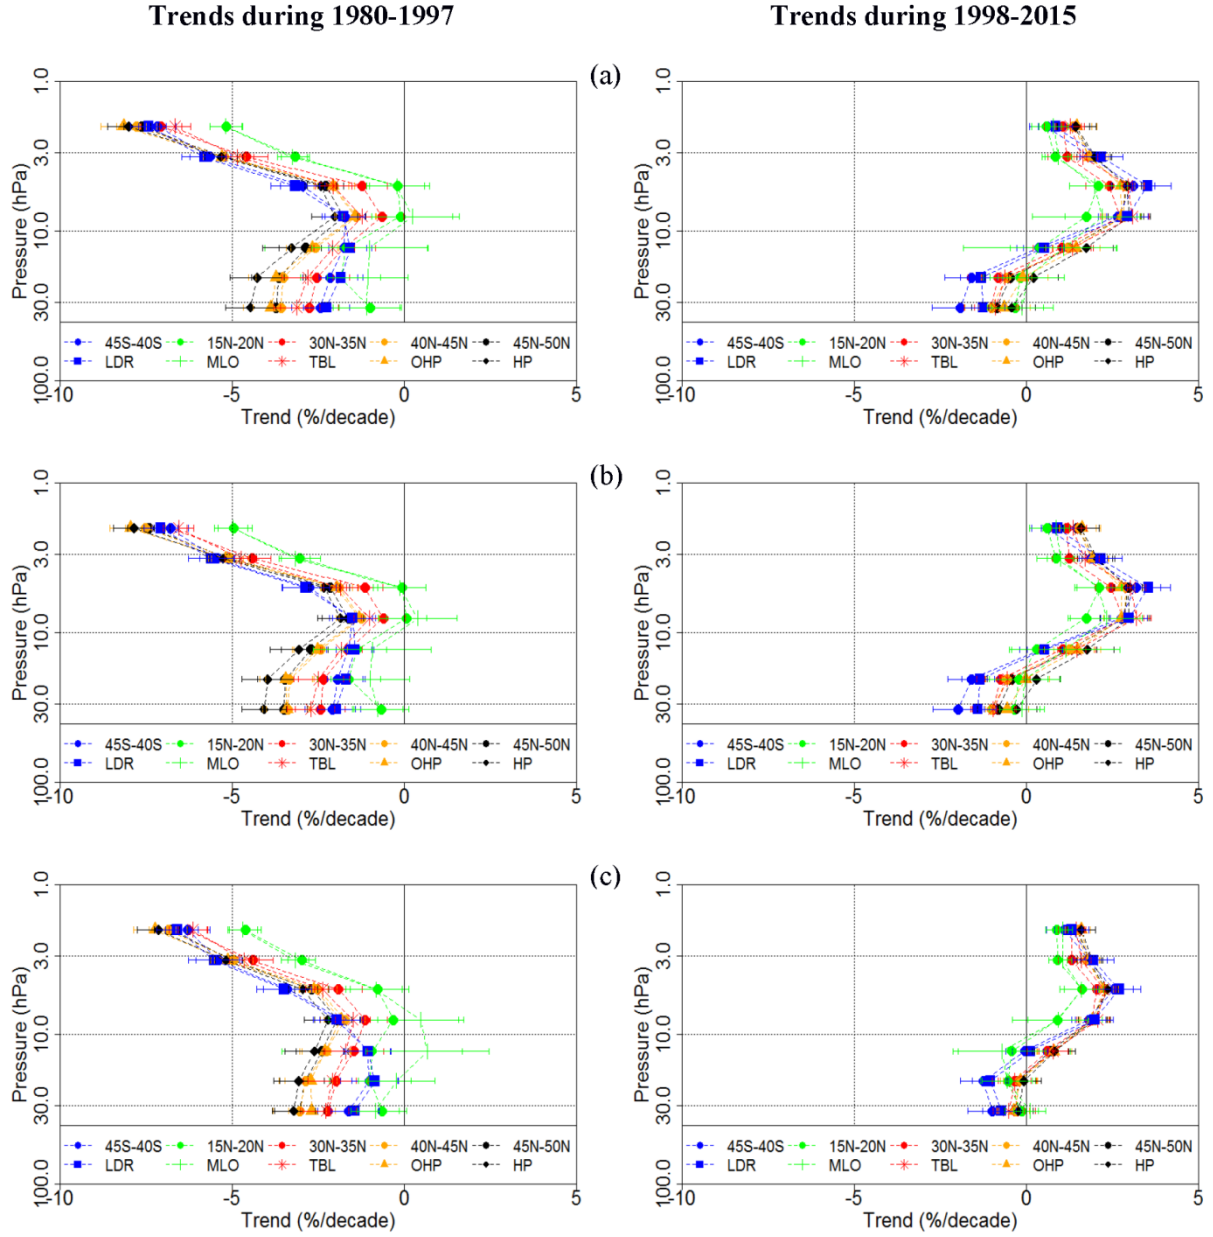 Trends during 1980-1997
Trends during 1998-2015
(a)
Pressure (hPa)
1.0
3.0
10.0
30.0
100.0
45S-40S 15N-20N 30N-35N 40N-45N 45N-50N
LDR MLO TBL OHP HP
-10 -5 0 5
Trend (%/decade)
Pressure (hPa)
1.0
3.0
10.0
30.0
100.0
45S-40S 15N-20N 30N-35N 40N-45N 45N-50N
LDR MLO TBL OHP HP
-10 -5 0 5
Trend (%/decade)
(b)
Pressure (hPa)
1.0
3.0
10.0
30.0
100.0
45S-40S 15N-20N 30N-35N 40N-45N 45N-50N
LDR MLO TBL OHP HP
-10 -5 0 5
Trend (%/decade)
Pressure (hPa)
1.0
3.0
10.0
30.0
100.0
45S-40S 15N-20N 30N-35N 40N-45N 45N-50N
LDR MLO TBL OHP HP
-10 -5 0 5
Trend (%/decade)
(c)
Pressure (hPa)
1.0
3.0
10.0
30.0
100.0
45S-40S 15N-20N 30N-35N 40N-45N 45N-50N
LDR MLO TBL OHP HP
-10 -5 0 5
Trend (%/decade)
Pressure (hPa)
1.0
3.0
10.0
30.0
100.0
45S-40S 15N-20N 30N-35N 40N-45N 45N-50N
LDR MLO TBL OHP HP
-10 -5 0 5
Trend (%/decade)